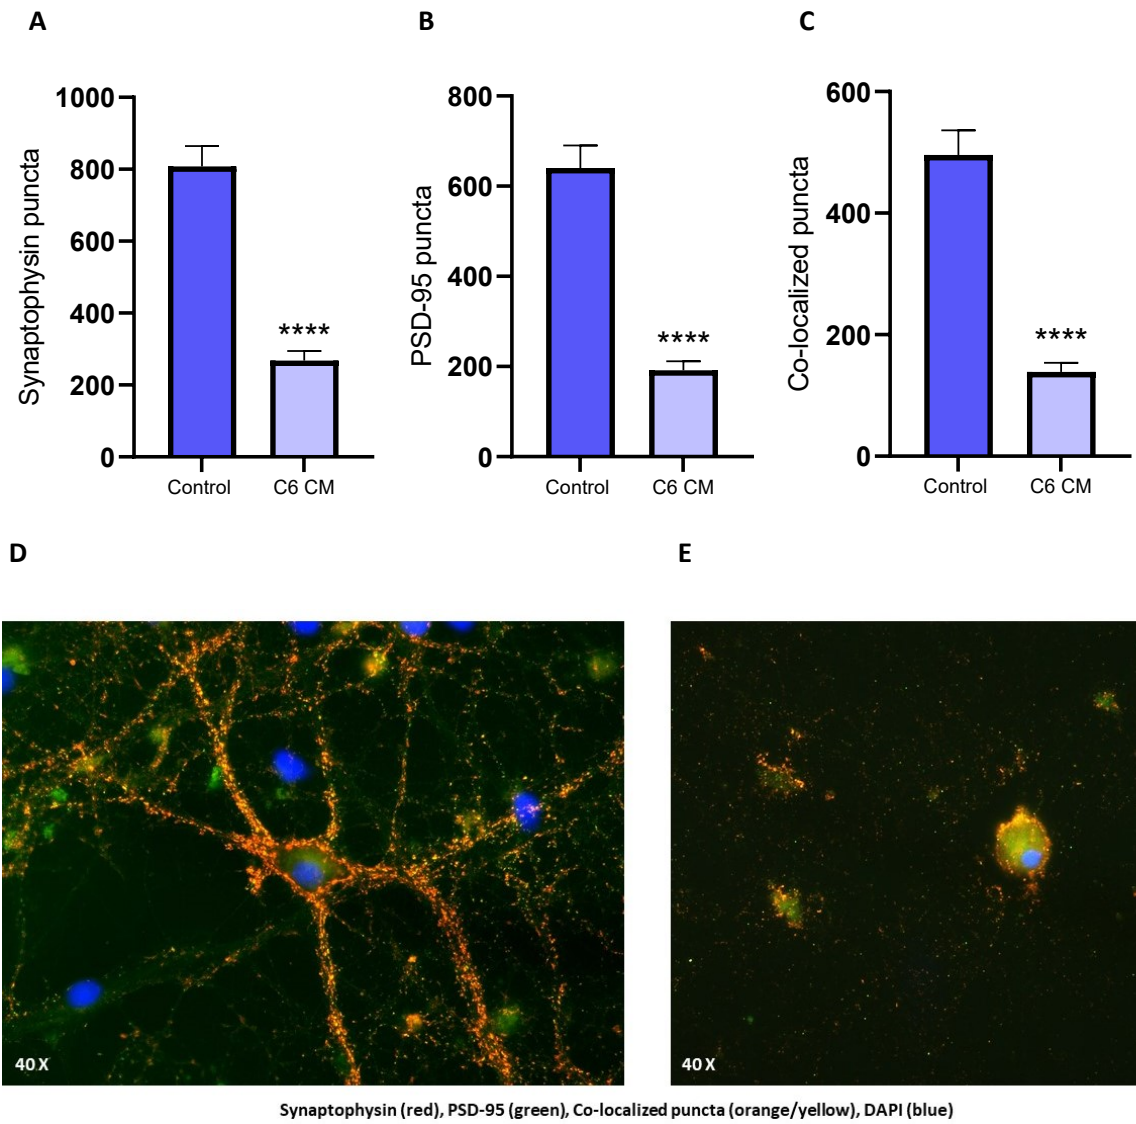 A
B
C
Synaptophysin puncta
1000
800
600
400
200
0
****
Control
C6 CM
PSD-95 puncta
800
600
400
200
0
****
Control
C6 CM
Co-localized puncta
600
400
200
0
****
Control
C6 CM
D
E
40 X
40 X
Synaptophysin (red), PSD-95 (green), Co-localized puncta (orange/yellow), DAPI (blue)